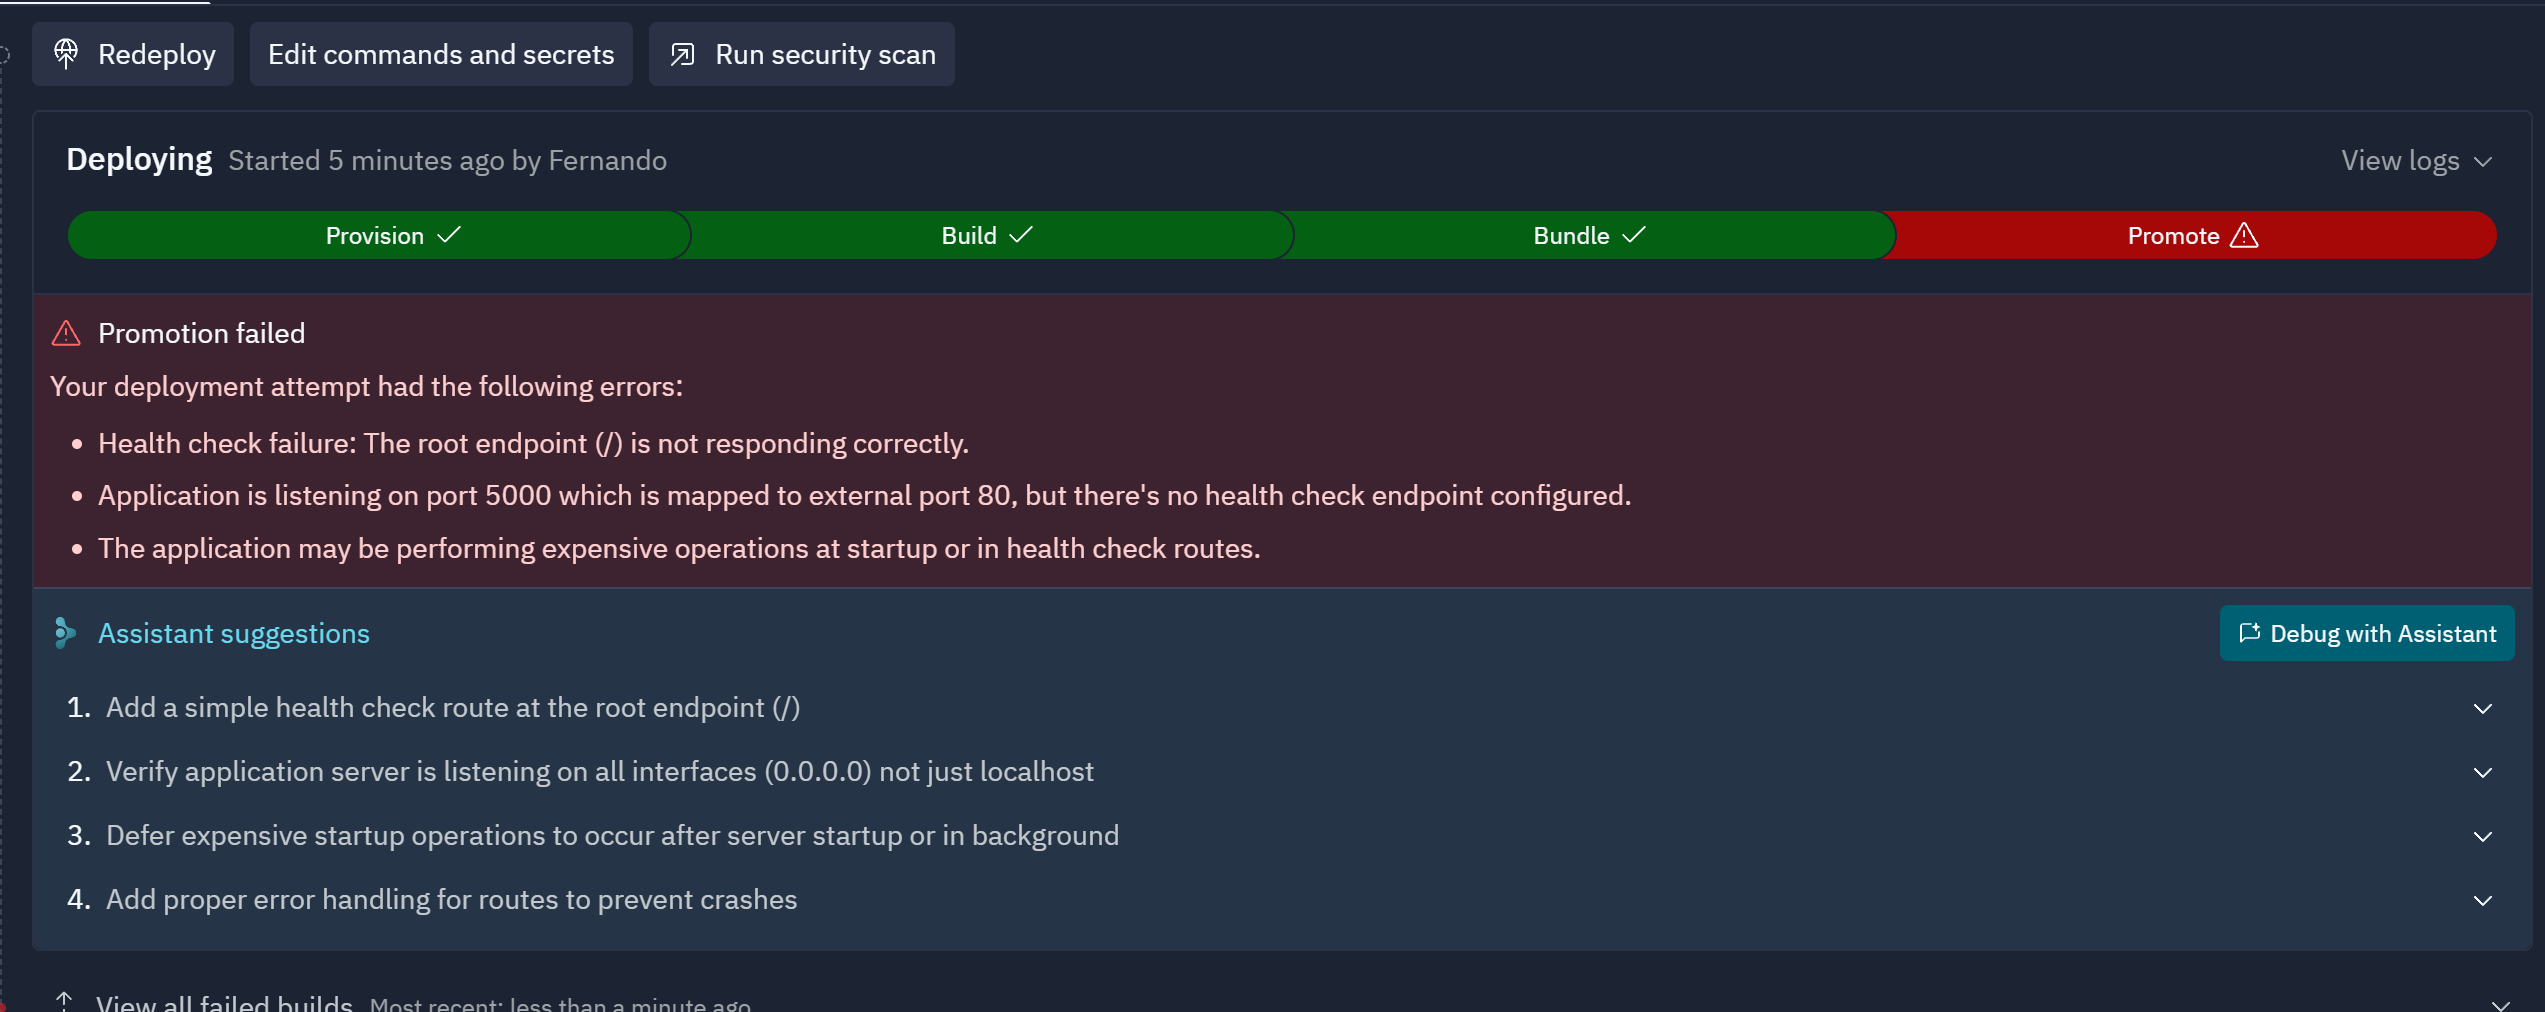 Redeploy Edit commands and secrets Run security scan
Deploying Started 5 minutes ago by Fernando View logs
Provision Build Bundle Promote
Promotion failed
Your deployment attempt had the following errors:
• Health check failure: The root endpoint (/) is not responding correctly.
• Application is listening on port 5000 which is mapped to external port 80, but there's no health check endpoint configured.
• The application may be performing expensive operations at startup or in health check routes.
Assistant suggestions Debug with Assistant
1. Add a simple health check route at the root endpoint (/)
2. Verify application server is listening on all interfaces (0.0.0.0) not just localhost
3. Defer expensive startup operations to occur after server startup or in background
4. Add proper error handling for routes to prevent crashes
View all failed builds Most recent: less than a minute ago